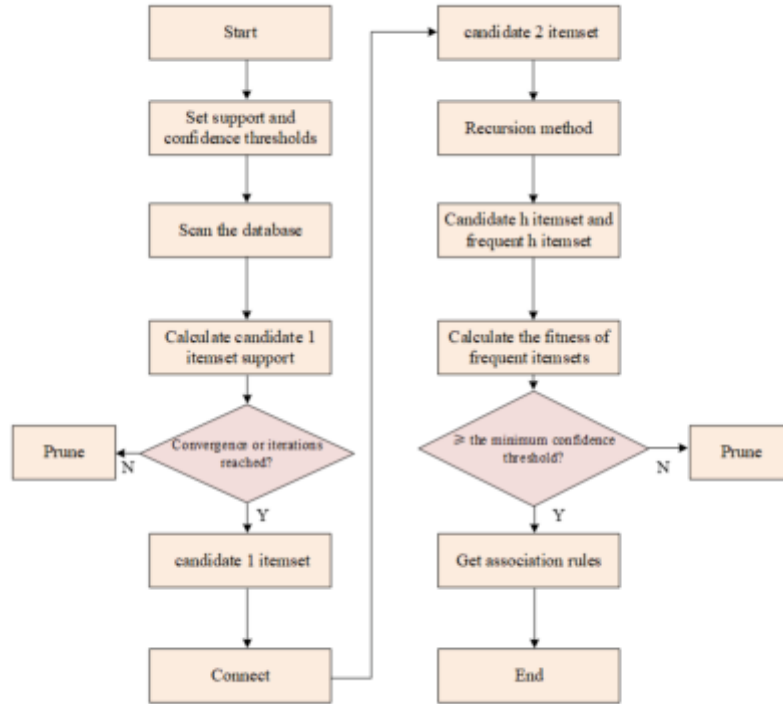 Start
Set support and
confidence thresholds
Scan the database
Calculate candidate 1
itemset support
Convergence or iterations
reached?
N
Prune
Y
candidate 1 itemset
Connect
candidate 2 itemset
Recursion method
Candidate h itemset and
frequent h itemset
Calculate the fitness of
frequent itemsets
≥ the minimum confidence
threshold?
N
Prune
Y
Get association rules
End